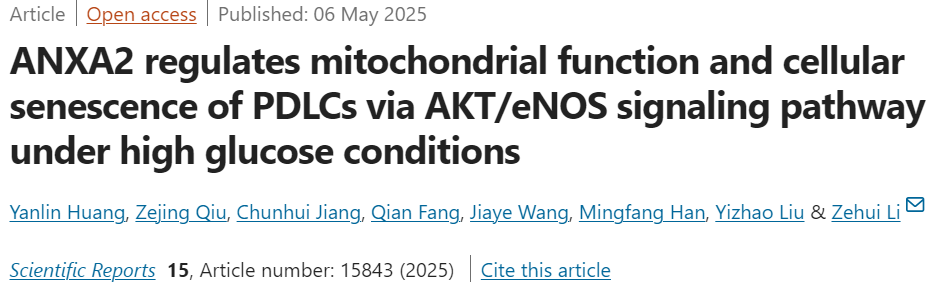 Article | Open access | Published: 06 May 2025
ANXA2 regulates mitochondrial function and cellular
senescence of PDLCs via AKT/eNOS signaling pathway
under high glucose conditions
Yanlin Huang, Zejing Qiu, Chunhui Jiang, Qian Fang, Jiaye Wang, Mingfang Han, Yizhao Liu & Zehui Li
Scientific Reports 15, Article number: 15843 (2025) | Cite this article